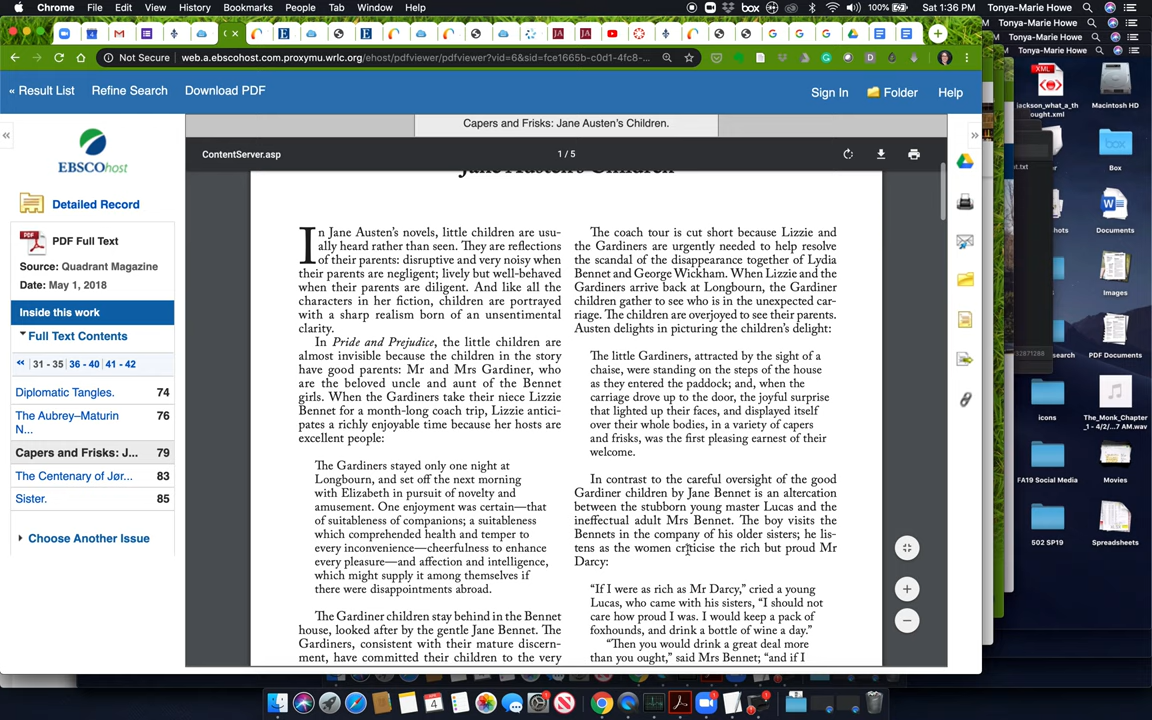 Chrome File Edit View History Bookmarks People Tab Window Help
100% Sat 1:36 PM Tonya-Marie Howe
Tonya-Marie Howe
Tonya-Marie Howe
Tonya-Marie Howe
Not Secure web.a.ebscohost.com.proxymu.wrlc.org/ehost/pdfviewer/pdfviewer?vid=6&sid=fce1665b-c0d1-4fc8-...
« Result List Refine Search Download PDF
Sign In Folder Help
Capers and Frisks: Jane Austen's Children.
ContentServer.asp 1 / 5
EBSCOhost
Detailed Record
PDF Full Text
Source: Quadrant Magazine
Date: May 1, 2018
Inside this work
Full Text Contents
« 31 - 35 36 - 40 41 - 42
Diplomatic Tangles. 74
The Aubrey–Maturin
N... 76
Capers and Frisks: J... 79
The Centenary of Jør... 83
Sister. 85
Choose Another Issue
Jane Austen's Children
In Jane Austen's novels, little children are usu-
ally heard rather than seen. They are reflections
of their parents: disruptive and very noisy when
their parents are negligent; lively but well-behaved
when their parents are diligent. And like all the
characters in her fiction, children are portrayed
with a sharp realism born of an unsentimental
clarity.
In Pride and Prejudice, the little children are
almost invisible because the children in the story
have good parents: Mr and Mrs Gardiner, who
are the beloved uncle and aunt of the Bennet
girls. When the Gardiners take their niece Lizzie
Bennet for a month-long coach trip, Lizzie antici-
pates a richly enjoyable time because her hosts are
excellent people:
The Gardiners stayed only one night at
Longbourn, and set off the next morning
with Elizabeth in pursuit of novelty and
amusement. One enjoyment was certain—that
of suitableness of companions; a suitableness
which comprehended health and temper to
every inconvenience—cheerfulness to enhance
every pleasure—and affection and intelligence,
which might supply it among themselves if
there were disappointments abroad.
The Gardiner children stay behind in the Bennet
house, looked after by the gentle Jane Bennet. The
Gardiners, consistent with their mature discern-
ment, have committed their children to the very
The coach tour is cut short because Lizzie and
the Gardiners are urgently needed to help resolve
the scandal of the disappearance together of Lydia
Bennet and George Wickham. When Lizzie and the
Gardiners arrive back at Longbourn, the Gardiner
children gather to see who is in the unexpected car-
riage. The children are overjoyed to see their parents.
Austen delights in picturing the children's delight:
The little Gardiners, attracted by the sight of a
chaise, were standing on the steps of the house
as they entered the paddock; and, when the
carriage drove up to the door, the joyful surprise
that lighted up their faces, and displayed itself
over their whole bodies, in a variety of capers
and frisks, was the first pleasing earnest of their
welcome.
In contrast to the careful oversight of the good
Gardiner children by Jane Bennet is an altercation
between the stubborn young master Lucas and the
ineffectual adult Mrs Bennet. The boy visits the
Bennets in the company of his older sisters; he lis-
tens as the women criticise the rich but proud Mr
Darcy:
"If I were as rich as Mr Darcy," cried a young
Lucas, who came with his sisters, "I should not
care how proud I was. I would keep a pack of
foxhounds, and drink a bottle of wine a day."
"Then you would drink a great deal more
than you ought," said Mrs Bennet; "and if I
XML
jackson_what_a_th
ought.xml
Macintosh HD
Box
Documents
Images
PDF Documents
icons
The_Monk_Chapter
_1 - 4/2/...7 AM.wav
FA19 Social Media
Movies
502 SP19
Spreadsheets